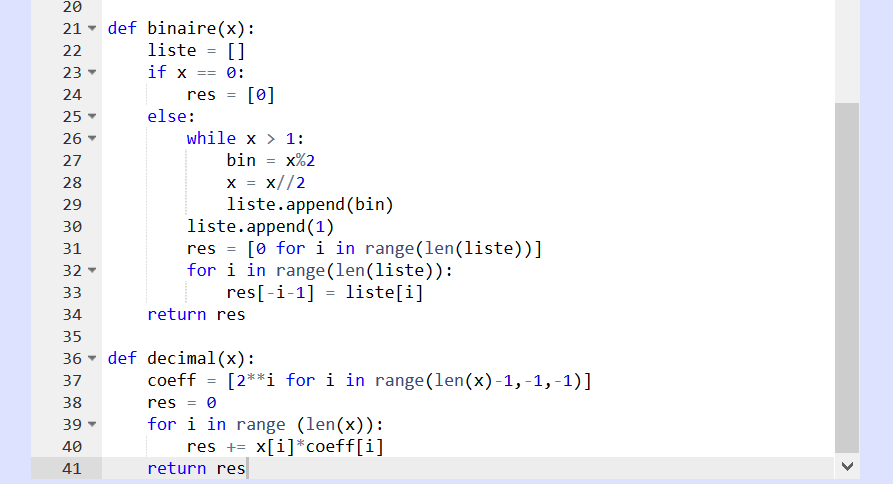 20
21 def binaire(x):
22     liste = []
23     if x == 0:
24         res = [0]
25     else:
26         while x > 1:
27             bin = x%2
28             x = x//2
29             liste.append(bin)
30         liste.append(1)
31         res = [0 for i in range(len(liste))]
32         for i in range(len(liste)):
33             res[-i-1] = liste[i]
34     return res
35
36 def decimal(x):
37     coeff = [2**i for i in range(len(x)-1,-1,-1)]
38     res = 0
39     for i in range (len(x)):
40         res += x[i]*coeff[i]
41     return res